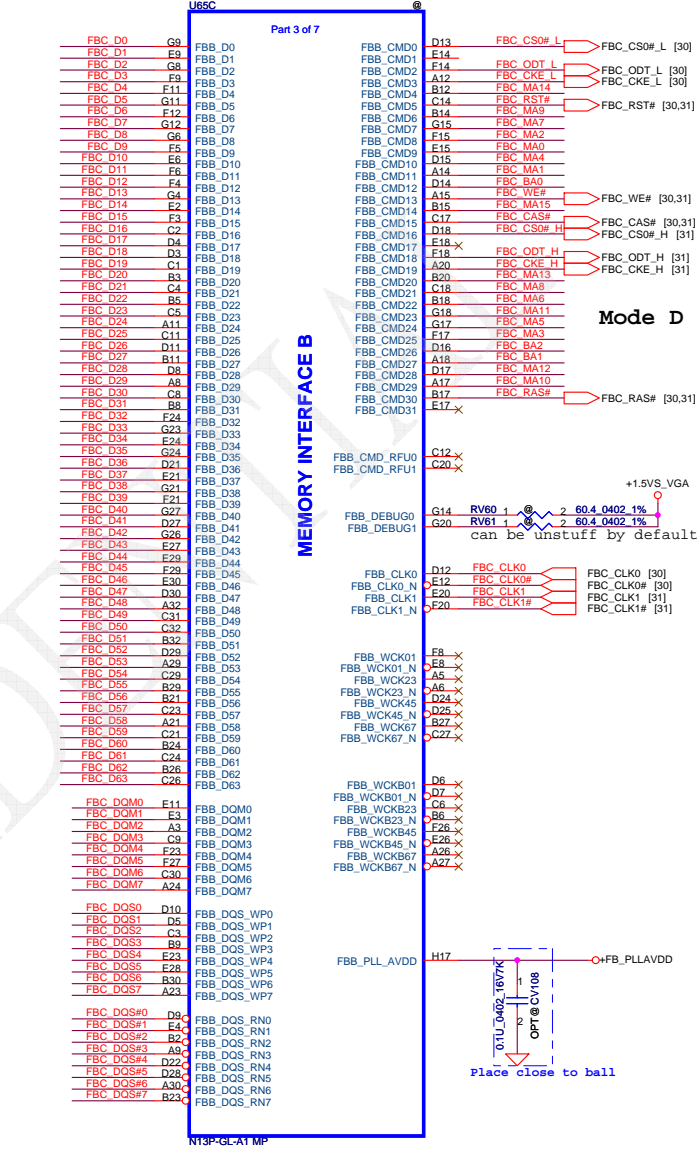 U65C @
Part 3 of 7
FBC_D0 G9 FBB_D0
FBC_D1 E9 FBB_D1
FBC_D2 G8 FBB_D2
FBC_D3 F9 FBB_D3
FBC_D4 F11 FBB_D4
FBC_D5 G11 FBB_D5
FBC_D6 F12 FBB_D6
FBC_D7 G12 FBB_D7
FBC_D8 G6 FBB_D8
FBC_D9 F5 FBB_D9
FBC_D10 E6 FBB_D10
FBC_D11 F6 FBB_D11
FBC_D12 F4 FBB_D12
FBC_D13 G4 FBB_D13
FBC_D14 E2 FBB_D14
FBC_D15 F3 FBB_D15
FBC_D16 C2 FBB_D16
FBC_D17 D4 FBB_D17
FBC_D18 D3 FBB_D18
FBC_D19 C1 FBB_D19
FBC_D20 B3 FBB_D20
FBC_D21 C4 FBB_D21
FBC_D22 B5 FBB_D22
FBC_D23 C5 FBB_D23
FBC_D24 A11 FBB_D24
FBC_D25 C11 FBB_D25
FBC_D26 D11 FBB_D26
FBC_D27 B11 FBB_D27
FBC_D28 D8 FBB_D28
FBC_D29 A8 FBB_D29
FBC_D30 C8 FBB_D30
FBC_D31 B8 FBB_D31
FBC_D32 F24 FBB_D32
FBC_D33 G23 FBB_D33
FBC_D34 E24 FBB_D34
FBC_D35 G24 FBB_D35
FBC_D36 D21 FBB_D36
FBC_D37 E21 FBB_D37
FBC_D38 G21 FBB_D38
FBC_D39 F21 FBB_D39
FBC_D40 G27 FBB_D40
FBC_D41 D27 FBB_D41
FBC_D42 G26 FBB_D42
FBC_D43 E27 FBB_D43
FBC_D44 E29 FBB_D44
FBC_D45 F29 FBB_D45
FBC_D46 E30 FBB_D46
FBC_D47 D30 FBB_D47
FBC_D48 A32 FBB_D48
FBC_D49 C31 FBB_D49
FBC_D50 C32 FBB_D50
FBC_D51 B32 FBB_D51
FBC_D52 D29 FBB_D52
FBC_D53 A29 FBB_D53
FBC_D54 C29 FBB_D54
FBC_D55 B29 FBB_D55
FBC_D56 B21 FBB_D56
FBC_D57 C23 FBB_D57
FBC_D58 A21 FBB_D58
FBC_D59 C21 FBB_D59
FBC_D60 B24 FBB_D60
FBC_D61 C24 FBB_D61
FBC_D62 B26 FBB_D62
FBC_D63 C26 FBB_D63
FBC_DQM0 E11 FBB_DQM0
FBC_DQM1 E3 FBB_DQM1
FBC_DQM2 A3 FBB_DQM2
FBC_DQM3 C9 FBB_DQM3
FBC_DQM4 F23 FBB_DQM4
FBC_DQM5 F27 FBB_DQM5
FBC_DQM6 C30 FBB_DQM6
FBC_DQM7 A24 FBB_DQM7
FBC_DQS0 D10 FBB_DQS_WP0
FBC_DQS1 D5 FBB_DQS_WP1
FBC_DQS2 C3 FBB_DQS_WP2
FBC_DQS3 B9 FBB_DQS_WP3
FBC_DQS4 E23 FBB_DQS_WP4
FBC_DQS5 E28 FBB_DQS_WP5
FBC_DQS6 B30 FBB_DQS_WP6
FBC_DQS7 A23 FBB_DQS_WP7
FBC_DQS#0 D9 FBB_DQS_RN0
FBC_DQS#1 E4 FBB_DQS_RN1
FBC_DQS#2 B2 FBB_DQS_RN2
FBC_DQS#3 A9 FBB_DQS_RN3
FBC_DQS#4 D22 FBB_DQS_RN4
FBC_DQS#5 D28 FBB_DQS_RN5
FBC_DQS#6 A30 FBB_DQS_RN6
FBC_DQS#7 B23 FBB_DQS_RN7
MEMORY INTERFACE B
FBB_CMD0 D13 FBC_CS0#_L FBC_CS0#_L [30]
FBB_CMD1 E14
FBB_CMD2 F14 FBC_ODT_L FBC_ODT_L [30]
FBB_CMD3 A12 FBC_CKE_L FBC_CKE_L [30]
FBB_CMD4 B12 FBC_MA14
FBB_CMD5 C14 FBC_RST# FBC_RST# [30,31]
FBB_CMD6 B14 FBC_MA9
FBB_CMD7 G15 FBC_MA7
FBB_CMD8 F15 FBC_MA2
FBB_CMD9 E15 FBC_MA0
FBB_CMD10 D15 FBC_MA4
FBB_CMD11 A14 FBC_MA1
FBB_CMD12 D14 FBC_BA0
FBB_CMD13 A15 FBC_WE# FBC_WE# [30,31]
FBB_CMD14 B15 FBC_MA15
FBB_CMD15 C17 FBC_CAS# FBC_CAS# [30,31]
FBB_CMD16 D18 FBC_CS0#_H FBC_CS0#_H [31]
FBB_CMD17 E18
FBB_CMD18 F18 FBC_ODT_H FBC_ODT_H [31]
FBB_CMD19 A20 FBC_CKE_H FBC_CKE_H [31]
FBB_CMD20 B20 FBC_MA13
FBB_CMD21 C18 FBC_MA8
FBB_CMD22 B18 FBC_MA6
FBB_CMD23 G18 FBC_MA11
FBB_CMD24 G17 FBC_MA5
FBB_CMD25 F17 FBC_MA3
FBB_CMD26 D16 FBC_BA2
FBB_CMD27 A18 FBC_BA1
FBB_CMD28 D17 FBC_MA12
FBB_CMD29 A17 FBC_MA10
FBB_CMD30 B17 FBC_RAS# FBC_RAS# [30,31]
FBB_CMD31 E17
Mode D
FBB_CMD_RFU0 C12
FBB_CMD_RFU1 C20
+1.5VS_VGA
FBB_DEBUG0 G14 RV60 1 @ 2 60.4_0402_1%
FBB_DEBUG1 G20 RV61 1 @ 2 60.4_0402_1%
can be unstuff by default
FBB_CLK0 D12 FBC_CLK0 FBC_CLK0 [30]
FBB_CLK0_N E12 FBC_CLK0# FBC_CLK0# [30]
FBB_CLK1 E20 FBC_CLK1 FBC_CLK1 [31]
FBB_CLK1_N F20 FBC_CLK1# FBC_CLK1# [31]
FBB_WCK01 F8
FBB_WCK01_N E8
FBB_WCK23 A5
FBB_WCK23_N A6
FBB_WCK45 D24
FBB_WCK45_N D25
FBB_WCK67 B27
FBB_WCK67_N C27
FBB_WCKB01 D6
FBB_WCKB01_N D7
FBB_WCKB23 C6
FBB_WCKB23_N B6
FBB_WCKB45 F26
FBB_WCKB45_N E26
FBB_WCKB67 A26
FBB_WCKB67_N A27
FBB_PLL_AVDD H17 +FB_PLLAVDD
0.1U_0402_16V7K
1
2
OPT@ CV108
Place close to ball
N13P-GL-A1 MP